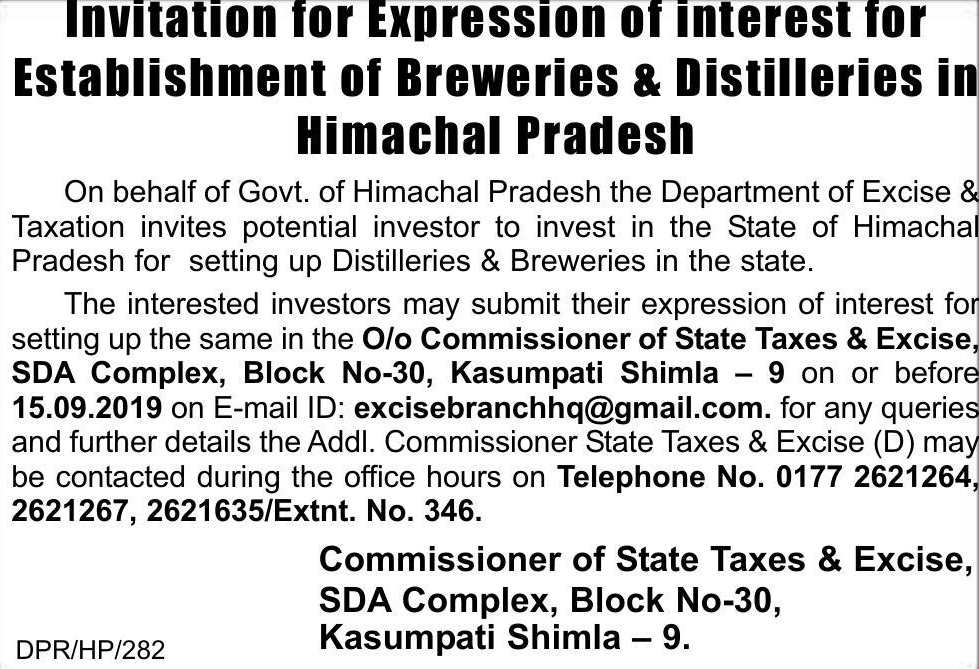 Invitation for Expression of interest for
Establishment of Breweries & Distilleries in
Himachal Pradesh
On behalf of Govt. of Himachal Pradesh the Department of Excise &
Taxation invites potential investor to invest in the State of Himachal
Pradesh for setting up Distilleries & Breweries in the state.
The interested investors may submit their expression of interest for
setting up the same in the O/o Commissioner of State Taxes & Excise,
SDA Complex, Block No-30, Kasumpati Shimla – 9 on or before
15.09.2019 on E-mail ID: excisebranchhq@gmail.com. for any queries
and further details the Addl. Commissioner State Taxes & Excise (D) may
be contacted during the office hours on Telephone No. 0177 2621264,
2621267, 2621635/Extnt. No. 346.
Commissioner of State Taxes & Excise,
SDA Complex, Block No-30,
Kasumpati Shimla – 9.
DPR/HP/282